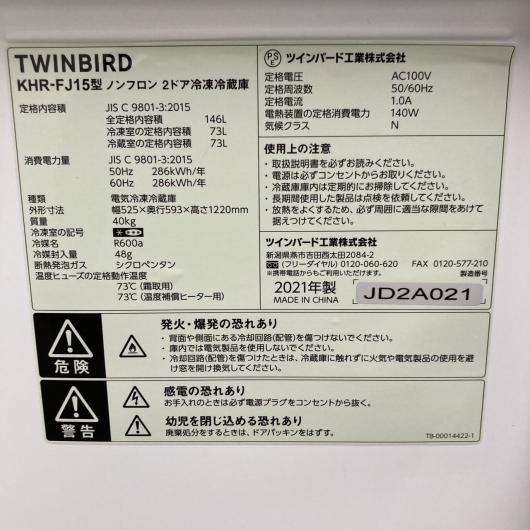 TWINBIRD
KHR-FJ15型 ノンフロン 2ドア冷凍冷蔵庫
定格内容積 JIS C 9801-3:2015
全定格内容積 146L
冷凍室の定格内容積 73L
冷蔵室の定格内容積 73L
消費電力量 JIS C 9801-3:2015
50Hz 286kWh/年
60Hz 286kWh/年
種類 電気冷凍冷蔵庫
外形寸法 幅525×奥行593×高さ1220mm
質量 40kg
冷凍室の記号
冷媒名 R600a
冷媒封入量 48g
断熱発泡ガス シクロペンタン
温度ヒューズの定格動作温度
73℃ (霜取用)
73℃ (温度補償ヒーター用)
PSE ツインバード工業株式会社
定格電圧 AC100V
定格周波数 50/60Hz
定格電流 1.0A
電熱装置の定格消費電力 140W
気候クラス N
使用上の注意
・取扱説明書を必ずお読みください。
・電源は必ずコンセントからお取りください。
・冷蔵庫庫内は定期的にお掃除してください。
・長期間使用した製品は点検を依頼してください。
・放熱をよくするため、必ず周囲に適当な隙間をあけて
据えつけてください。
ツインバード工業株式会社
新潟県燕市吉田西太田2084-2
(フリーダイヤル) 0120-060-620 FAX 0120-577-210
※携帯電話からもご利用いただけます。 製造番号
2021年製
MADE IN CHINA
JD2A021
危険
発火・爆発の恐れあり
・背面や側面にある冷却回路(配管)を傷つけないでください。
・庫内では電気製品を使用しないでください。
・冷却回路(配管)を傷つけたときは、冷蔵庫に触れずに火気や電気製品の使用を避
け窓を開け換気してください。
警告
感電の恐れあり
お手入れのときは必ず電源プラグをコンセントから抜く。
幼児を閉じ込める恐れあり
廃棄処分をするときは、ドアパッキンをはずす。
TB-00014422-1